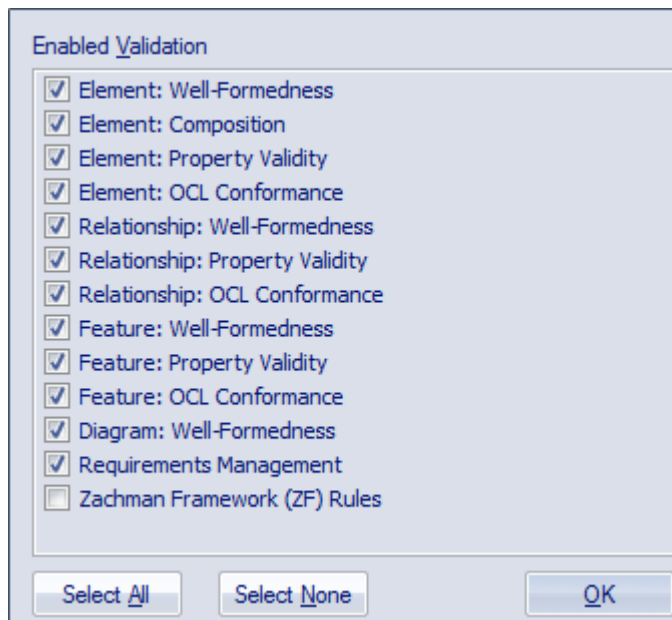 Enabled Validation
Element: Well-Formedness
Element: Composition
Element: Property Validity
Element: OCL Conformance
Relationship: Well-Formedness
Relationship: Property Validity
Relationship: OCL Conformance
Feature: Well-Formedness
Feature: Property Validity
Feature: OCL Conformance
Diagram: Well-Formedness
Requirements Management
Zachman Framework (ZF) Rules
Select All Select None OK